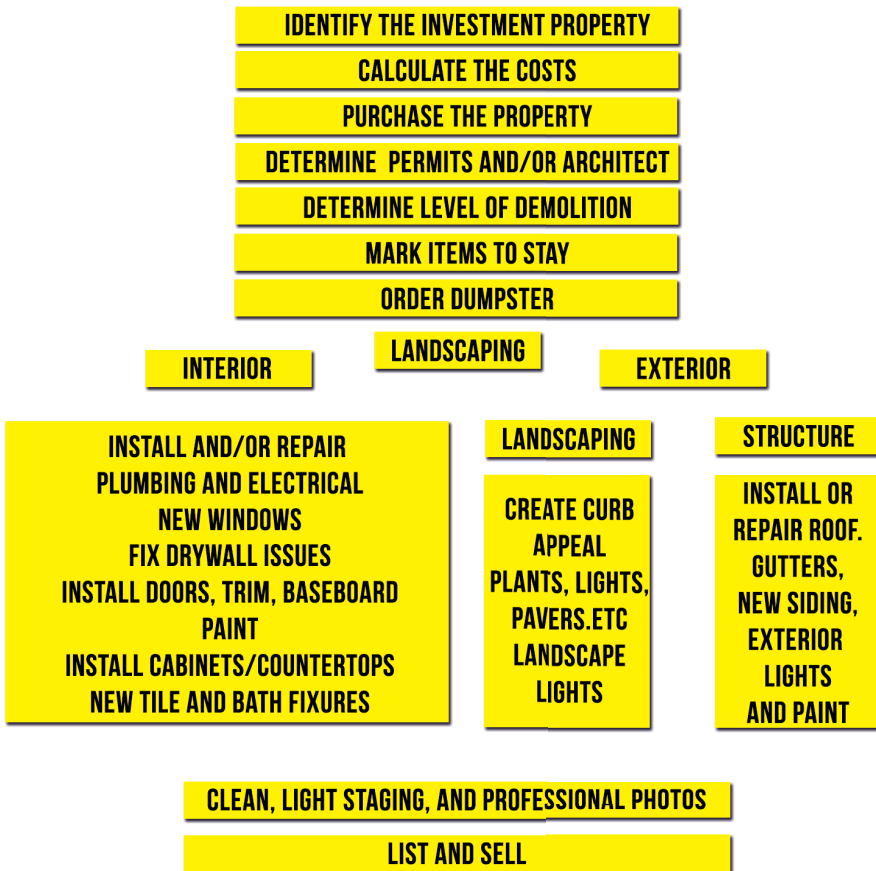 IDENTIFY THE INVESTMENT PROPERTY
CALCULATE THE COSTS
PURCHASE THE PROPERTY
DETERMINE PERMITS AND/OR ARCHITECT
DETERMINE LEVEL OF DEMOLITION
MARK ITEMS TO STAY
ORDER DUMPSTER
INTERIOR
LANDSCAPING
EXTERIOR
INSTALL AND/OR REPAIR
PLUMBING AND ELECTRICAL
NEW WINDOWS
FIX DRYWALL ISSUES
INSTALL DOORS, TRIM, BASEBOARD
PAINT
INSTALL CABINETS/COUNTERTOPS
NEW TILE AND BATH FIXURES
LANDSCAPING
CREATE CURB
APPEAL
PLANTS, LIGHTS,
PAVERS.ETC
LANDSCAPE
LIGHTS
STRUCTURE
INSTALL OR
REPAIR ROOF.
GUTTERS,
NEW SIDING,
EXTERIOR
LIGHTS
AND PAINT
CLEAN, LIGHT STAGING, AND PROFESSIONAL PHOTOS
LIST AND SELL